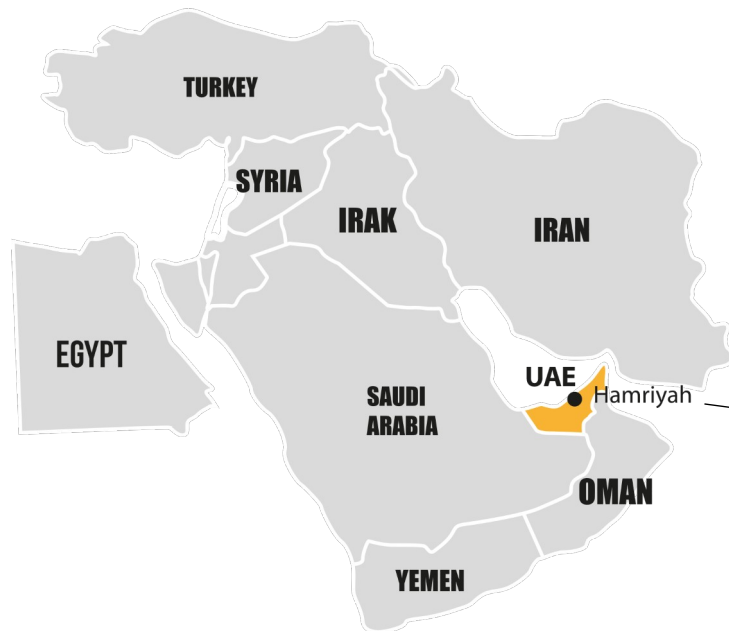 TURKEY
SYRIA
IRAK
IRAN
EGYPT
UAE
Hamriyah
SAUDI
ARABIA
OMAN
YEMEN